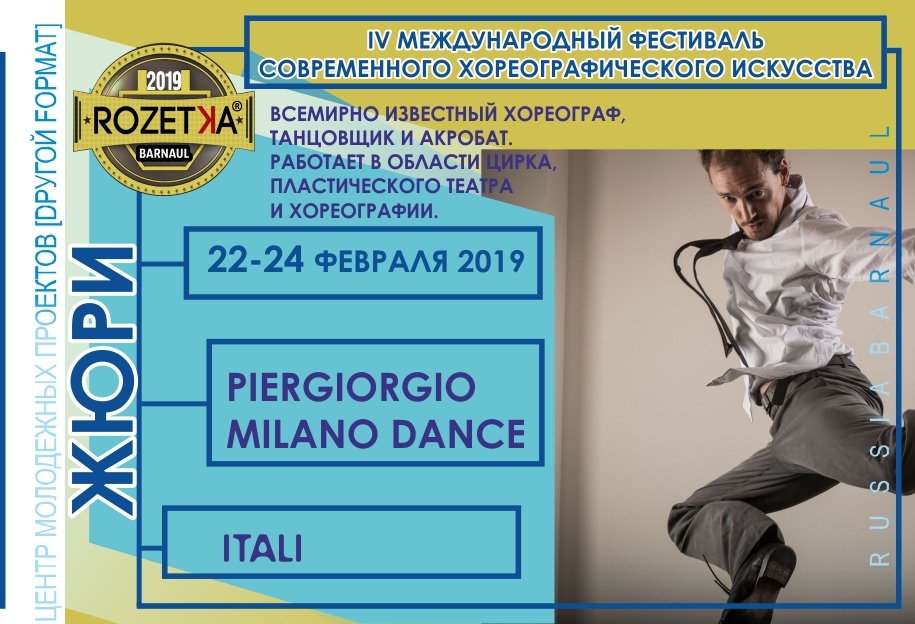 IV МЕЖДУНАРОДНЫЙ ФЕСТИВАЛЬ
СОВРЕМЕННОГО ХОРЕОГРАФИЧЕСКОГО ИСКУССТВА
2019
ROZETKA®
BARNAUL
ВСЕМИРНО ИЗВЕСТНЫЙ ХОРЕОГРАФ,
ТАНЦОВЩИК И АКРОБАТ.
РАБОТАЕТ В ОБЛАСТИ ЦИРКА,
ПЛАСТИЧЕСКОГО ТЕАТРА
И ХОРЕОГРАФИИ.
22-24 ФЕВРАЛЯ 2019
PIERGIORGIO
MILANO DANCE
ITALI
ЖЮРИ
ЦЕНТР МОЛОДЕЖНЫХ ПРОЕКТОВ [DРУГОЙ FОРМАТ]
RUSSIA BARNAUL